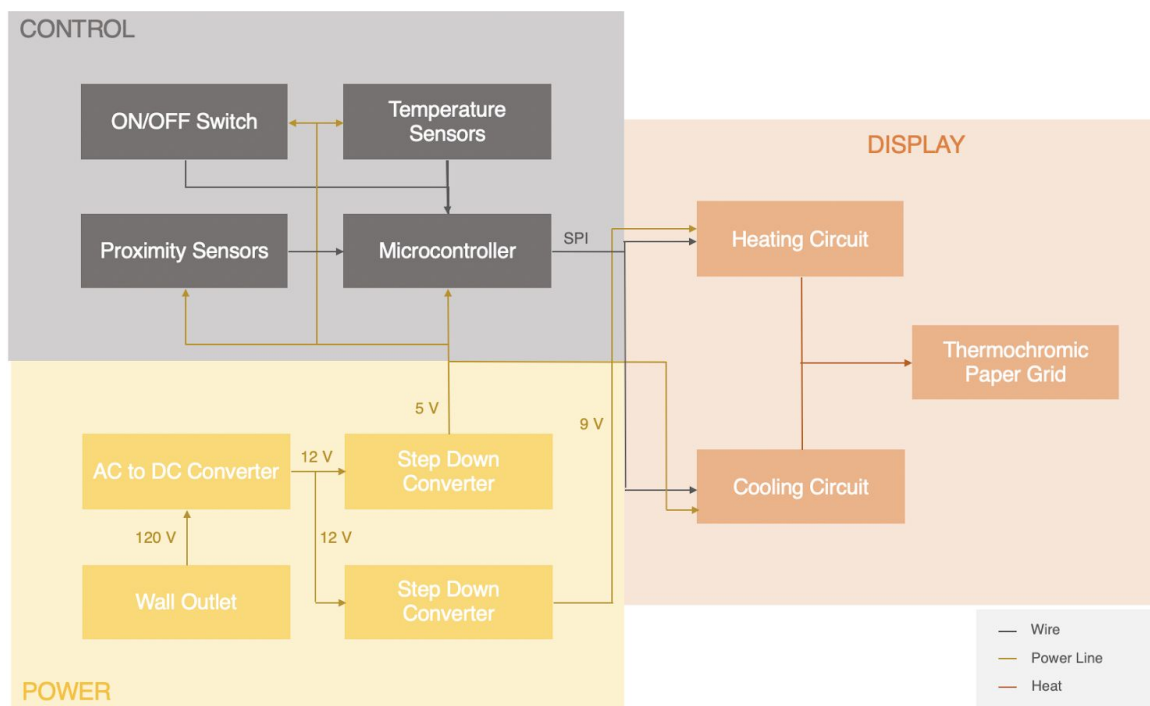 CONTROL
ON/OFF Switch
Temperature
Sensors
DISPLAY
Proximity Sensors
Microcontroller
SPI
Heating Circuit
Thermochromic
Paper Grid
5 V
9 V
AC to DC Converter
12 V
Step Down
Converter
Cooling Circuit
120 V
12 V
Wall Outlet
Step Down
Converter
Wire
Power Line
Heat
POWER